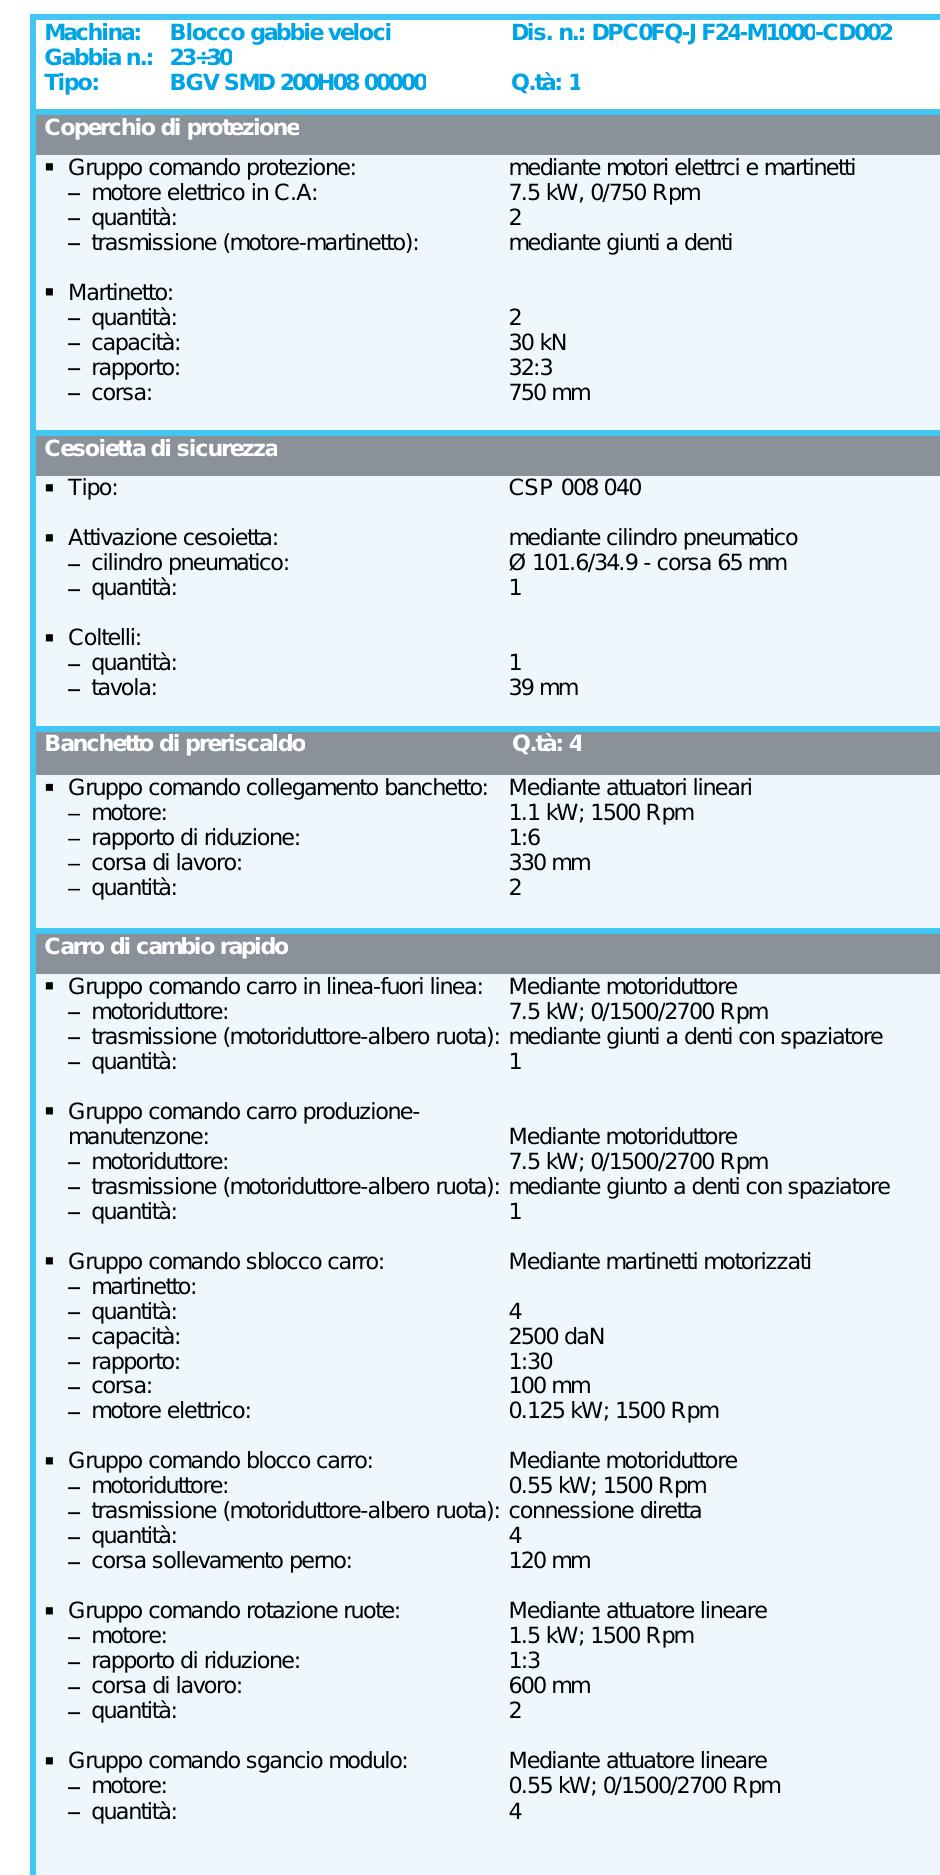 Machina: Blocco gabbie veloci Dis. n.: DPC0FQ-JF24-M1000-CD002
Gabbia n.: 23÷30
Tipo: BGV SMD 200H08 00000 Q.tà: 1
Coperchio di protezione
▪ Gruppo comando protezione: mediante motori elettrci e martinetti
– motore elettrico in C.A: 7.5 kW, 0/750 Rpm
– quantità: 2
– trasmissione (motore-martinetto): mediante giunti a denti
▪ Martinetto:
– quantità: 2
– capacità: 30 kN
– rapporto: 32:3
– corsa: 750 mm
Cesoietta di sicurezza
▪ Tipo: CSP 008 040
▪ Attivazione cesoietta: mediante cilindro pneumatico
– cilindro pneumatico: Ø 101.6/34.9 - corsa 65 mm
– quantità: 1
▪ Coltelli:
– quantità: 1
– tavola: 39 mm
Banchetto di preriscaldo Q.tà: 4
▪ Gruppo comando collegamento banchetto: Mediante attuatori lineari
– motore: 1.1 kW; 1500 Rpm
– rapporto di riduzione: 1:6
– corsa di lavoro: 330 mm
– quantità: 2
Carro di cambio rapido
▪ Gruppo comando carro in linea-fuori linea: Mediante motoriduttore
– motoriduttore: 7.5 kW; 0/1500/2700 Rpm
– trasmissione (motoriduttore-albero ruota): mediante giunti a denti con spaziatore
– quantità: 1
▪ Gruppo comando carro produzione-
manutenzone: Mediante motoriduttore
– motoriduttore: 7.5 kW; 0/1500/2700 Rpm
– trasmissione (motoriduttore-albero ruota): mediante giunto a denti con spaziatore
– quantità: 1
▪ Gruppo comando sblocco carro: Mediante martinetti motorizzati
– martinetto:
– quantità: 4
– capacità: 2500 daN
– rapporto: 1:30
– corsa: 100 mm
– motore elettrico: 0.125 kW; 1500 Rpm
▪ Gruppo comando blocco carro: Mediante motoriduttore
– motoriduttore: 0.55 kW; 1500 Rpm
– trasmissione (motoriduttore-albero ruota): connessione diretta
– quantità: 4
– corsa sollevamento perno: 120 mm
▪ Gruppo comando rotazione ruote: Mediante attuatore lineare
– motore: 1.5 kW; 1500 Rpm
– rapporto di riduzione: 1:3
– corsa di lavoro: 600 mm
– quantità: 2
▪ Gruppo comando sgancio modulo: Mediante attuatore lineare
– motore: 0.55 kW; 0/1500/2700 Rpm
– quantità: 4